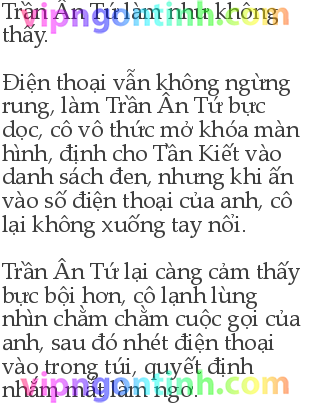 Trần Ân Tứ làm như không
thấy.
Điện thoại vẫn không ngừng
rung, làm Trần Ân Tứ bực
dọc, cô vô thức mở khóa màn
hình, định cho Tần Kiết vào
danh sách đen, nhưng khi ấn
vào số điện thoại của anh, cô
lại không xuống tay nổi.
Trần Ân Tứ lại càng cảm thấy
bực bội hơn, cô lạnh lùng
nhìn chằm chằm cuộc gọi của
anh, sau đó nhét điện thoại
vào trong túi, quyết định
nhắm mắt làm ngơ.
vipngontinh.com
vipngontinh.com